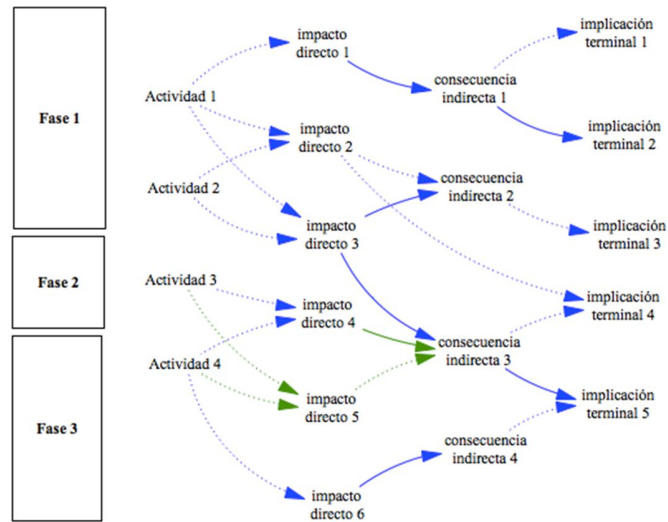 Fase 1
Fase 2
Fase 3
Actividad 1
Actividad 2
Actividad 3
Actividad 4
impacto
directo 1
impacto
directo 2
impacto
directo 3
impacto
directo 4
impacto
directo 5
impacto
directo 6
consecuencia
indirecta 1
consecuencia
indirecta 2
consecuencia
indirecta 3
consecuencia
indirecta 4
implicación
terminal 1
implicación
terminal 2
implicación
terminal 3
implicación
terminal 4
implicación
terminal 5